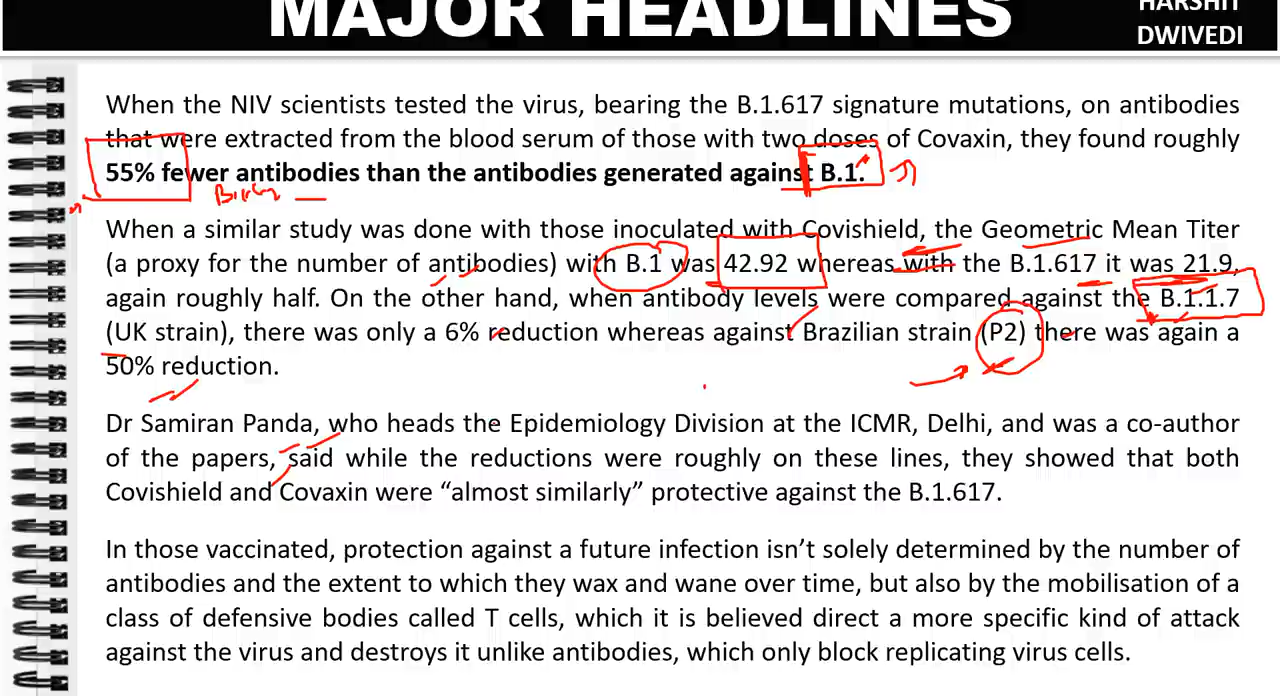 MAJOR HEADLINES
HARSHIT
DWIVEDI
When the NIV scientists tested the virus, bearing the B.1.617 signature mutations, on antibodies
that were extracted from the blood serum of those with two doses of Covaxin, they found roughly
55% fewer antibodies than the antibodies generated against B.1.
When a similar study was done with those inoculated with Covishield, the Geometric Mean Titer
(a proxy for the number of antibodies) with B.1 was 42.92 whereas with the B.1.617 it was 21.9,
again roughly half. On the other hand, when antibody levels were compared against the B.1.1.7
(UK strain), there was only a 6% reduction whereas against Brazilian strain (P2) there was again a
50% reduction.
Dr Samiran Panda, who heads the Epidemiology Division at the ICMR, Delhi, and was a co-author
of the papers, said while the reductions were roughly on these lines, they showed that both
Covishield and Covaxin were “almost similarly” protective against the B.1.617.
In those vaccinated, protection against a future infection isn’t solely determined by the number of
antibodies and the extent to which they wax and wane over time, but also by the mobilisation of a
class of defensive bodies called T cells, which it is believed direct a more specific kind of attack
against the virus and destroys it unlike antibodies, which only block replicating virus cells.